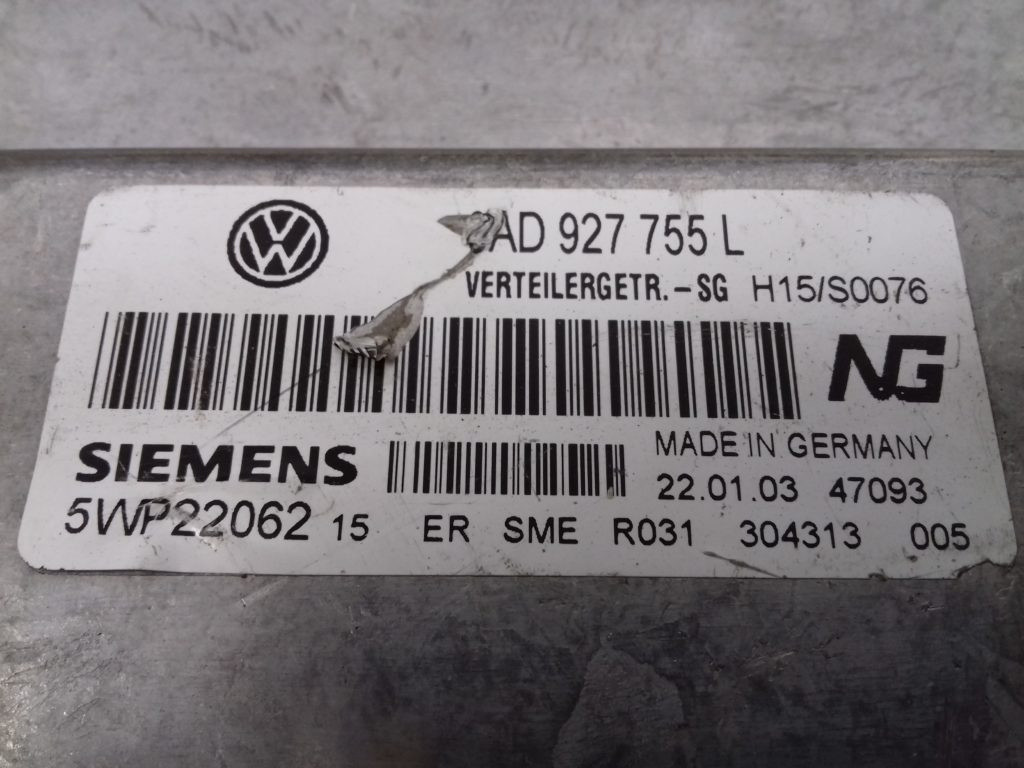 AD 927 755 L
VERTEILERGETR.-SG H15/S0076
NG
SIEMENS
MADE IN GERMANY
22.01.03 47093
5WP22062 15 ER SME R031 304313 005